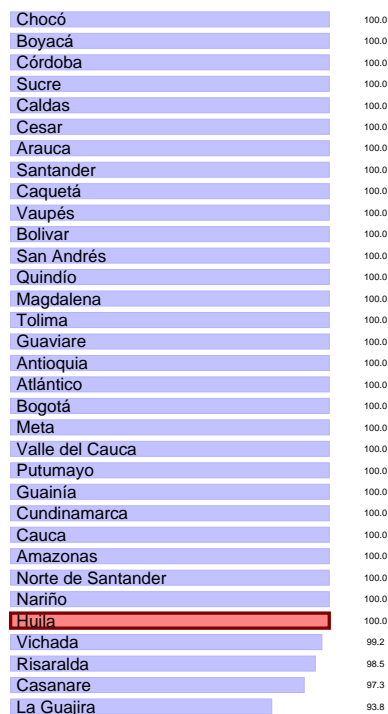 Chocó 100.0
Boyacá 100.0
Córdoba 100.0
Sucre 100.0
Caldas 100.0
Cesar 100.0
Arauca 100.0
Santander 100.0
Caquetá 100.0
Vaupés 100.0
Bolivar 100.0
San Andrés 100.0
Quindío 100.0
Magdalena 100.0
Tolima 100.0
Guaviare 100.0
Antioquia 100.0
Atlántico 100.0
Bogotá 100.0
Meta 100.0
Valle del Cauca 100.0
Putumayo 100.0
Guainía 100.0
Cundinamarca 100.0
Cauca 100.0
Amazonas 100.0
Norte de Santander 100.0
Nariño 100.0
Huila 100.0
Vichada 99.2
Risaralda 98.5
Casanare 97.3
La Guajira 93.8